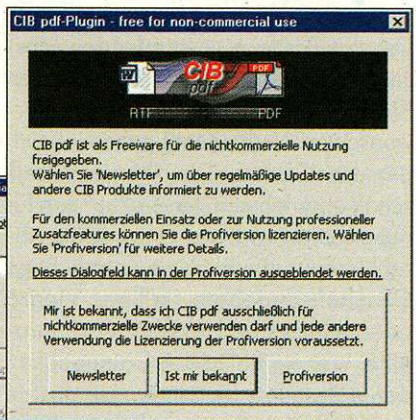 CIB pdf-Plugin - free for non-commercial use
CIB
pdf
PDF
RTF PDF
CIB pdf ist als Freeware für die nichtkommerzielle Nutzung
freigegeben.
Wählen Sie 'Newsletter', um über regelmäßige Updates und
andere CIB Produkte informiert zu werden.
Für den kommerziellen Einsatz oder zur Nutzung professioneller
Zusatzfeatures können Sie die Profiversion lizenzieren. Wählen
Sie 'Profiversion' für weitere Details.
Dieses Dialogfeld kann in der Profiversion ausgeblendet werden.
Mir ist bekannt, dass ich CIB pdf ausschließlich für
nichtkommerzielle Zwecke verwenden darf und jede andere
Verwendung die Lizenzierung der Profiversion voraussetzt.
Newsletter Ist mir bekannt Profiversion